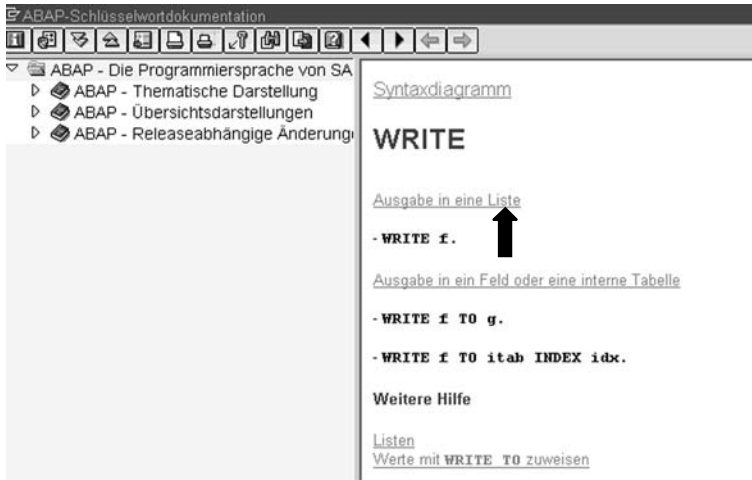 ABAP-Schlüsselwortdokumentation
ABAP - Die Programmiersprache von SA
ABAP - Thematische Darstellung
ABAP - Übersichtsdarstellungen
ABAP - Releaseabhängige Änderung
Syntaxdiagramm
WRITE
Ausgabe in eine Liste
- WRITE f.
Ausgabe in ein Feld oder eine interne Tabelle
- WRITE f TO g.
- WRITE f TO itab INDEX idx.
Weitere Hilfe
Listen
Werte mit WRITE TO zuweisen